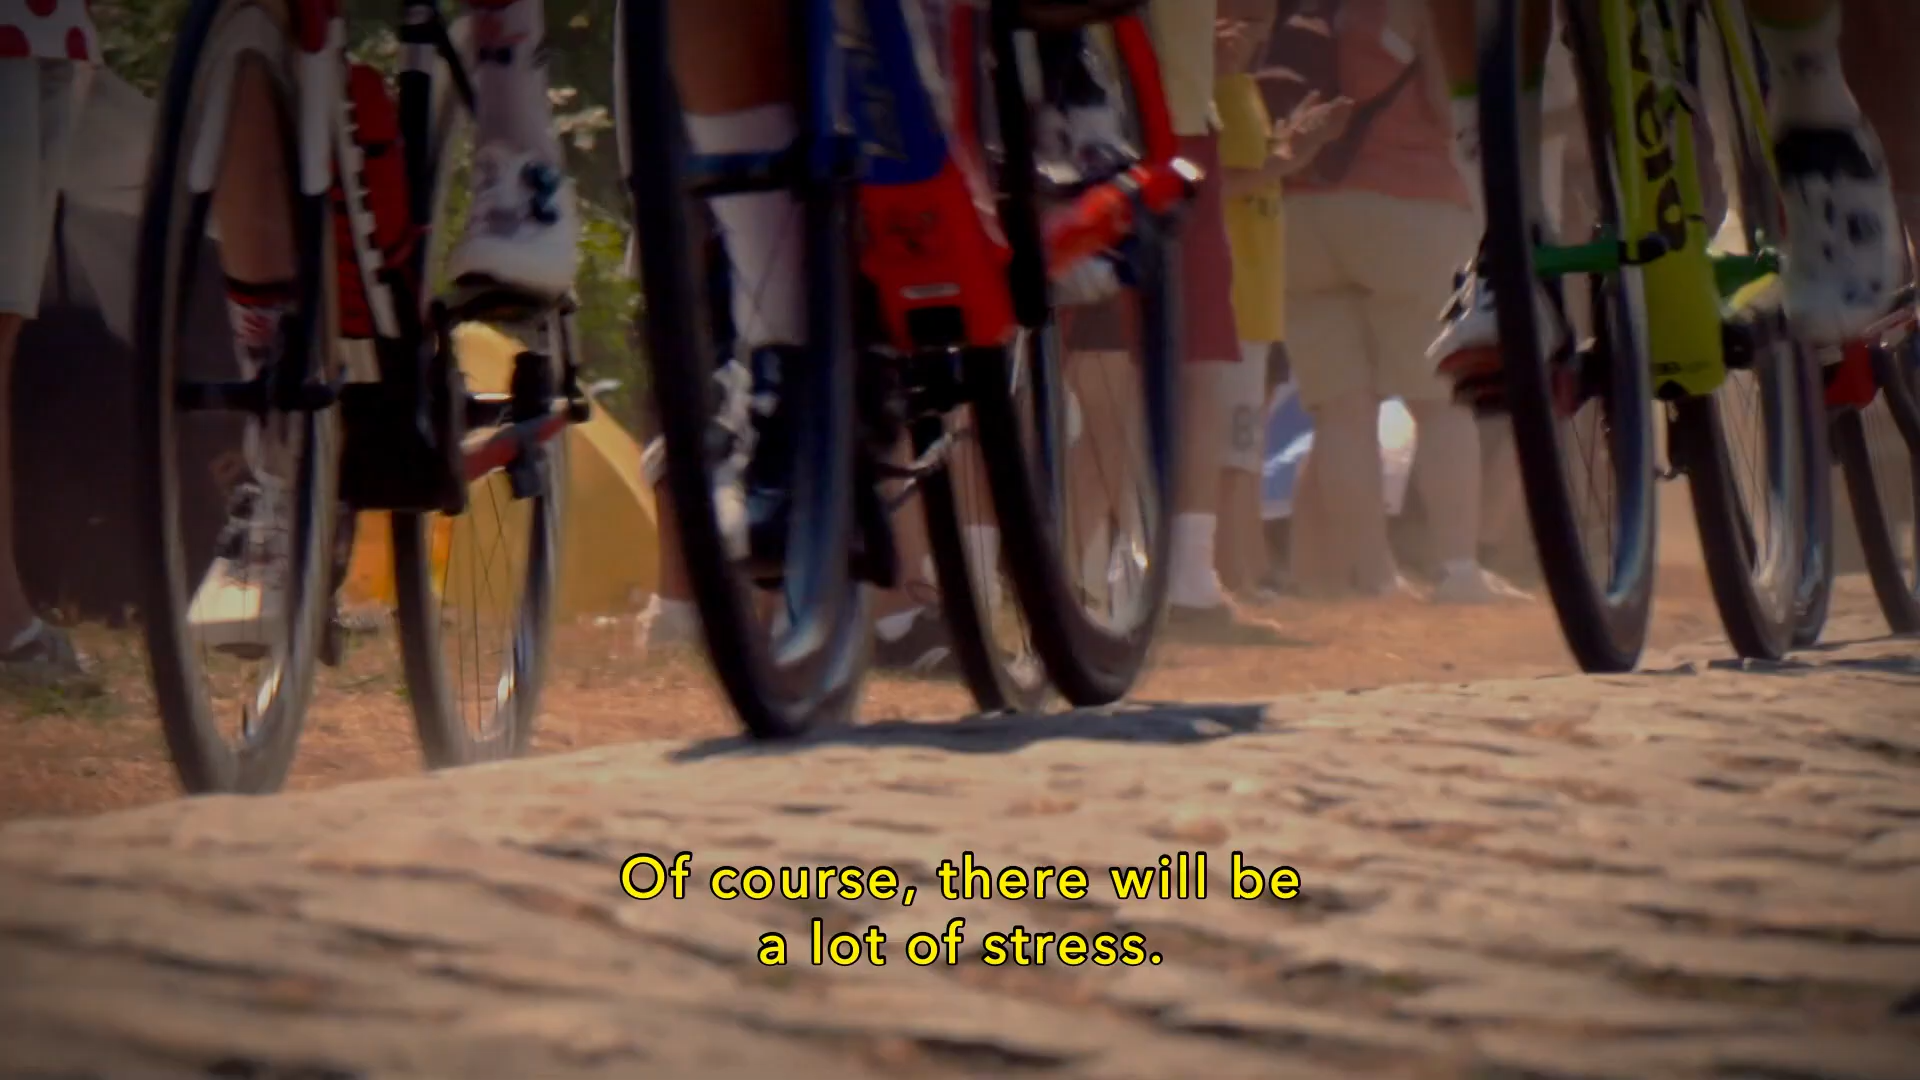 Of course, there will be
a lot of stress.